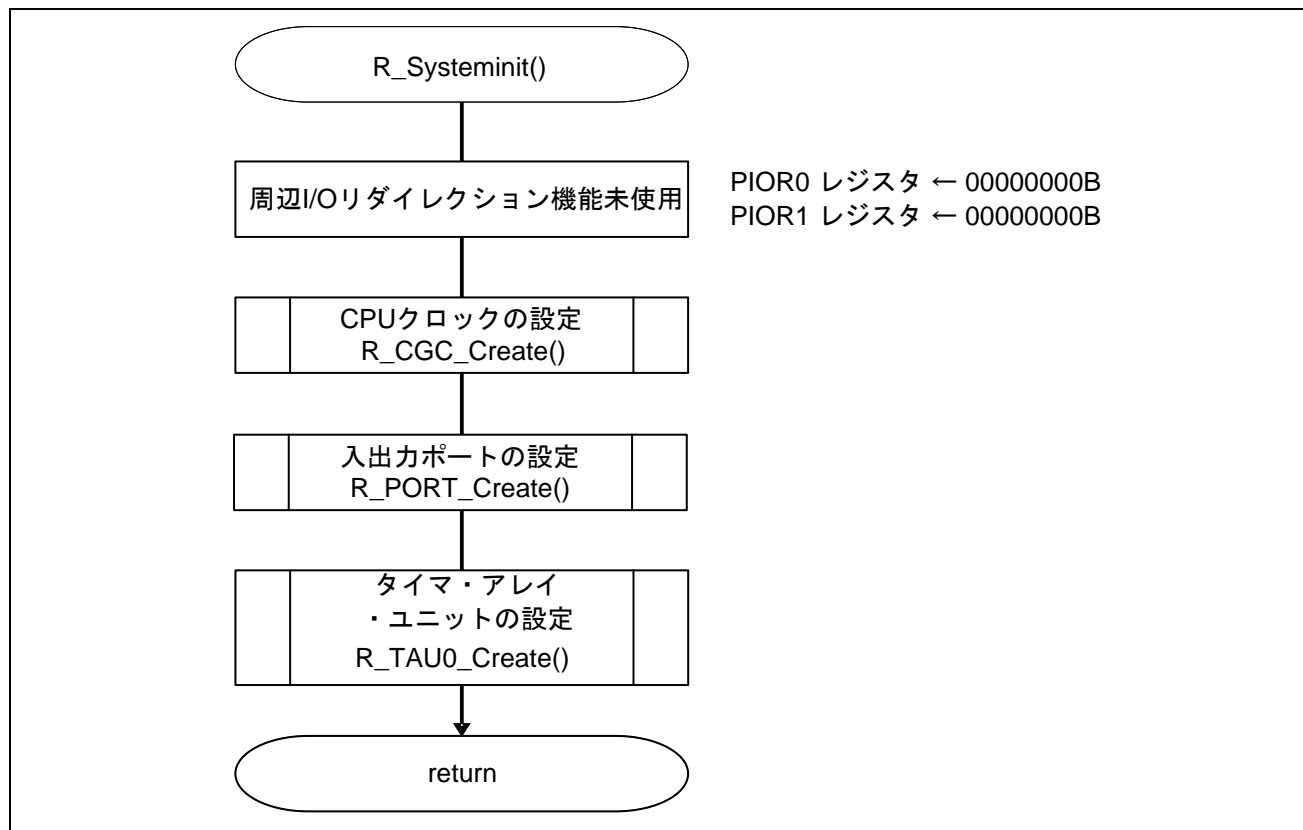 R_Systeminit()
周辺I/Oリダイレクション機能未使用
PIOR0 レジスタ ← 00000000B
PIOR1 レジスタ ← 00000000B
CPUクロックの設定
R_CGC_Create()
入出力ポートの設定
R_PORT_Create()
タイマ・アレイ
・ユニットの設定
R_TAU0_Create()
return